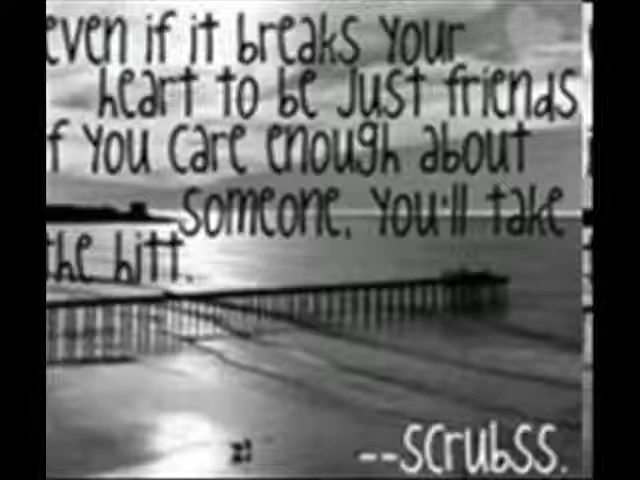 even if it breaks your
heart to be just friends
f you care enough about
someone. you'll take
the hitt.
--scrubss.